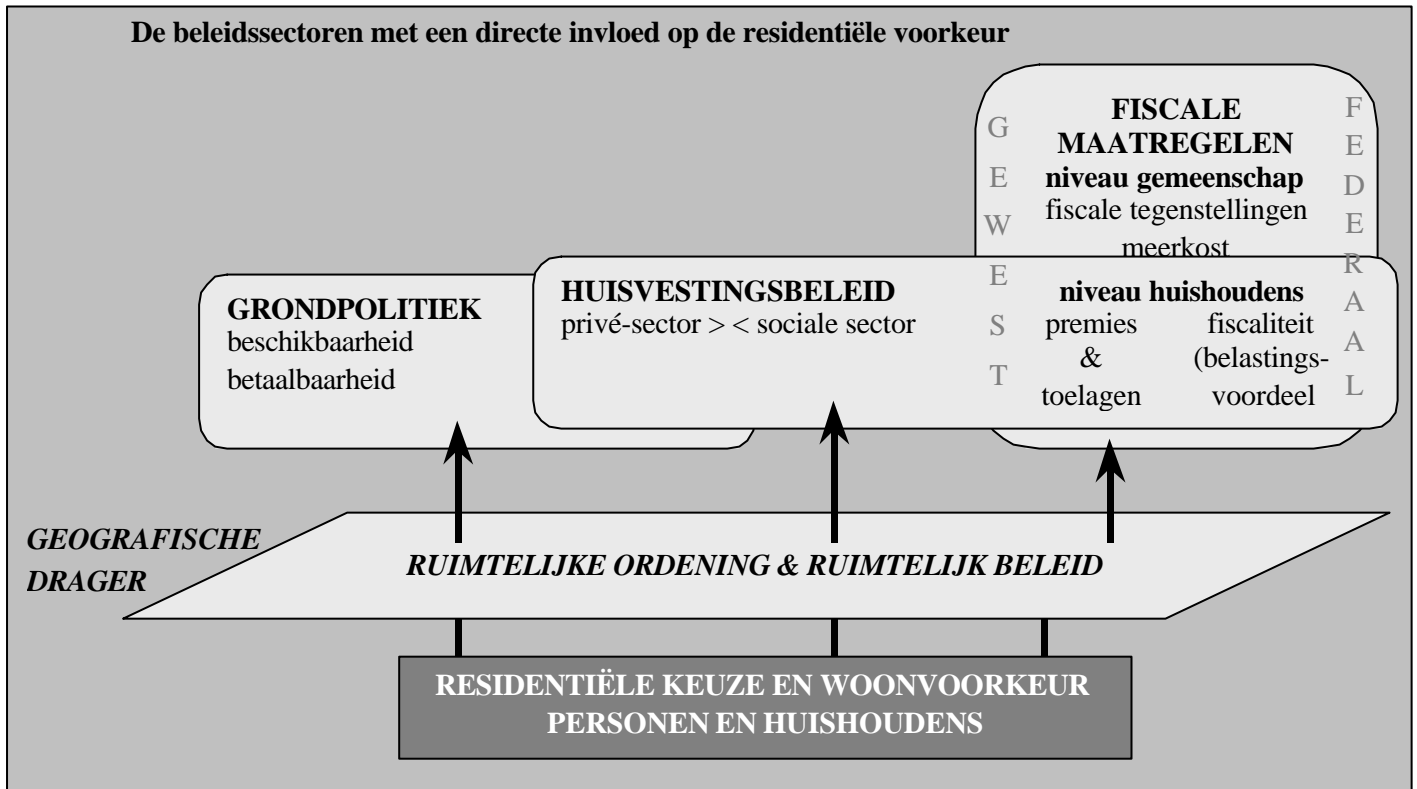 De beleidssectoren met een directe invloed op de residentiële voorkeur
FISCALE
MAATREGELEN
niveau gemeenschap
fiscale tegenstellingen
meerkost
GEWEST
FEDERAAL
GRONDPOLITIEK
beschikbaarheid
betaalbaarheid
HUISVESTINGSBELEID
privé-sector > < sociale sector
niveau huishoudens
premies
&
toelagen
fiscaliteit
(belastings-
voordeel
GEOGRAFISCHE
DRAGER
RUIMTELIJKE ORDENING & RUIMTELIJK BELEID
RESIDENTIËLE KEUZE EN WOONVOORKEUR
PERSONEN EN HUISHOUDENS